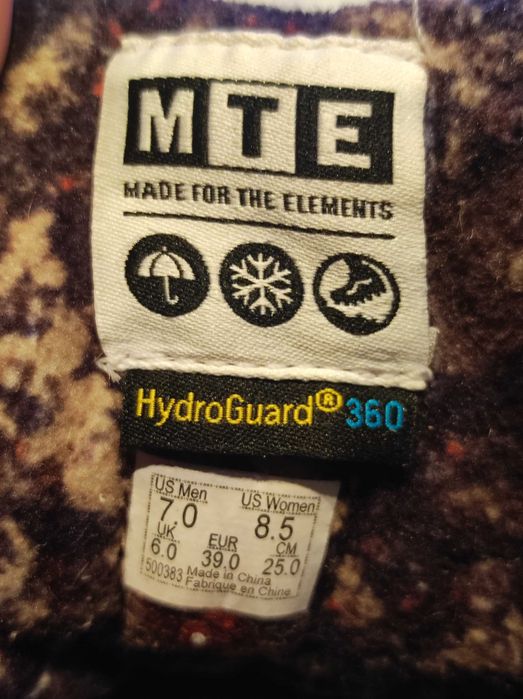 MTE
MADE FOR THE ELEMENTS
HydroGuard® 360
US Men US Women
7.0 8.5
UK EUR CM
6.0 39.0 25.0
500383 Made in China
Fabriqué en Chine